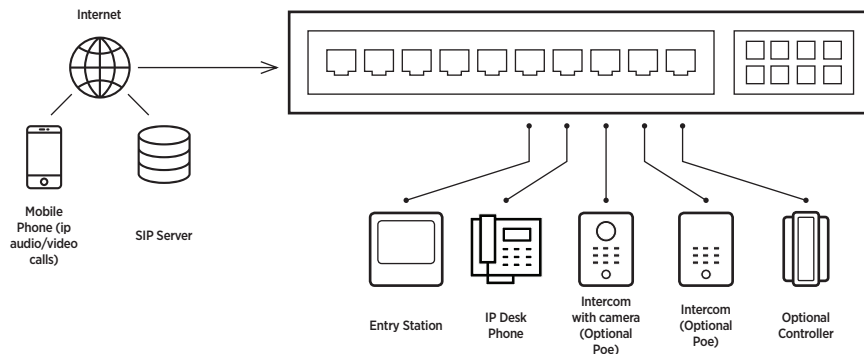 Internet
Mobile
Phone (ip
audio/video
calls)
SIP Server
Entry Station
IP Desk
Phone
Intercom
with camera
(Optional
Poe)
Intercom
(Optional
Poe)
Optional
Controller